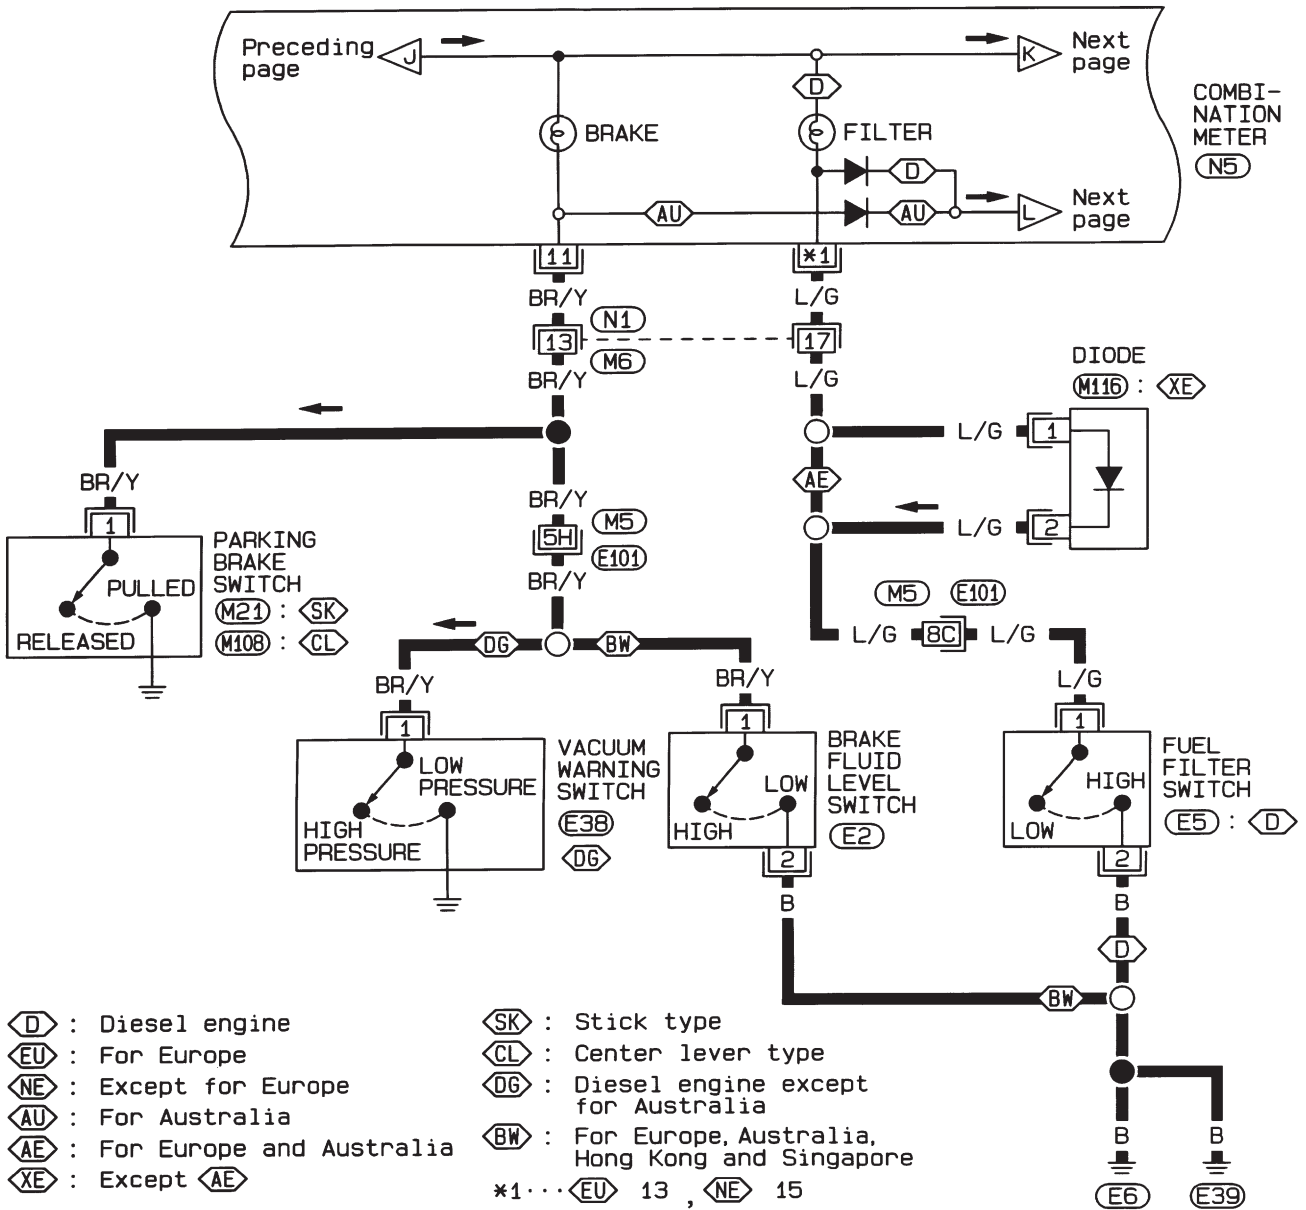 Preceding
page
J
K
Next
page
COMBI-
NATION
METER
N5
D
BRAKE
FILTER
D
AU
AU
L
Next
page
11
*1
BR/Y
L/G
N1
13
17
M6
BR/Y
L/G
DIODE
M116 : XE
L/G
1
BR/Y
AE
1
BR/Y
M5
L/G
2
5H
E101
PARKING
BRAKE
SWITCH
M21 : SK
M108 : CL
PULLED
RELEASED
BR/Y
M5
E101
L/G
8C
L/G
DG
BW
BR/Y
BR/Y
L/G
1
1
1
LOW
PRESSURE
HIGH
PRESSURE
VACUUM
WARNING
SWITCH
E38
DG
LOW
HIGH
BRAKE
FLUID
LEVEL
SWITCH
E2
HIGH
LOW
FUEL
FILTER
SWITCH
E5 : D
2
2
B
B
D
BW
B
B
E6
E39
D : Diesel engine
EU : For Europe
NE : Except for Europe
AU : For Australia
AE : For Europe and Australia
XE : Except AE
SK : Stick type
CL : Center lever type
DG : Diesel engine except
for Australia
BW : For Europe, Australia,
Hong Kong and Singapore
*1··· EU 13 , NE 15